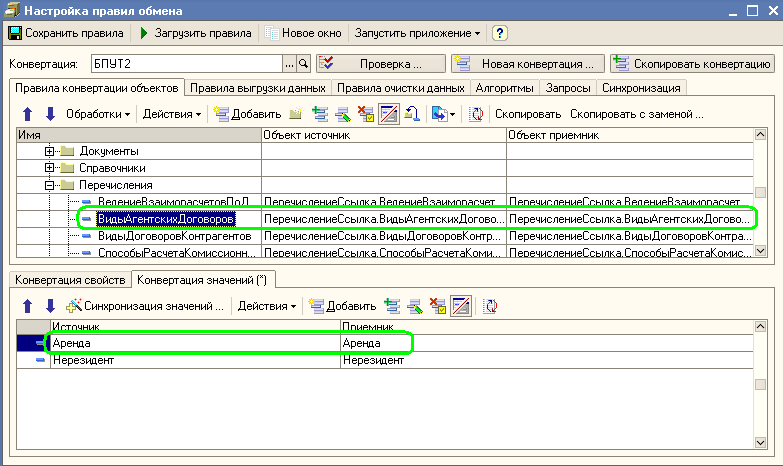 Настройка правил обмена
Сохранить правила Загрузить правила Новое окно Запустить приложение ?
Конвертация: БПУТ2 ... Проверка ... Новая конвертация ... Скопировать конвертацию
Правила конвертации объектов Правила выгрузки данных Правила очистки данных Алгоритмы Запросы Синхронизация
Обработки Действия Добавить Скопировать Скопировать с заменой ...
Имя Объект источник Объект приемник
Документы
Справочники
Перечисления
ВедениеВзаиморасчетовПоД ПеречислениеСсылка.ВедениеВзаиморасчет ПеречислениеСсылка.ВедениеВзаиморасчет
ВидыАгентскихДоговоров ПеречислениеСсылка.ВидыАгентскихДогово... ПеречислениеСсылка.ВидыАгентскихДогово...
ВидыДоговоровКонтрагентов ПеречислениеСсылка.ВидыДоговоровКонтр... ПеречислениеСсылка.ВидыДоговоровКонтра...
СпособыРасчетаКомиссионн... ПеречислениеСсылка.СпособыРасчетаКоми... ПеречислениеСсылка.СпособыРасчетаКомис...
Конвертация свойств Конвертация значений (*)
Синхронизация значений ... Действия Добавить
Источник Приемник
Аренда Аренда
Нерезидент Нерезидент